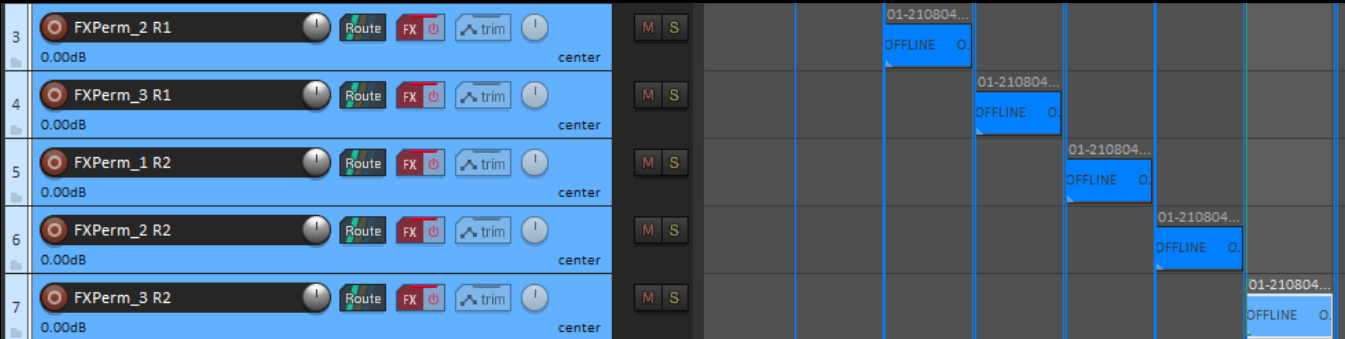 3 FXPerm_2 R1 Route FX trim M S 01-210804...
OFFLINE O.
0.00dB center
4 FXPerm_3 R1 Route FX trim M S 01-210804...
OFFLINE O.
0.00dB center
5 FXPerm_1 R2 Route FX trim M S 01-210804...
OFFLINE O.
0.00dB center
6 FXPerm_2 R2 Route FX trim M S 01-210804...
OFFLINE O.
0.00dB center
7 FXPerm_3 R2 Route FX trim M S 01-210804...
OFFLINE O.
0.00dB center